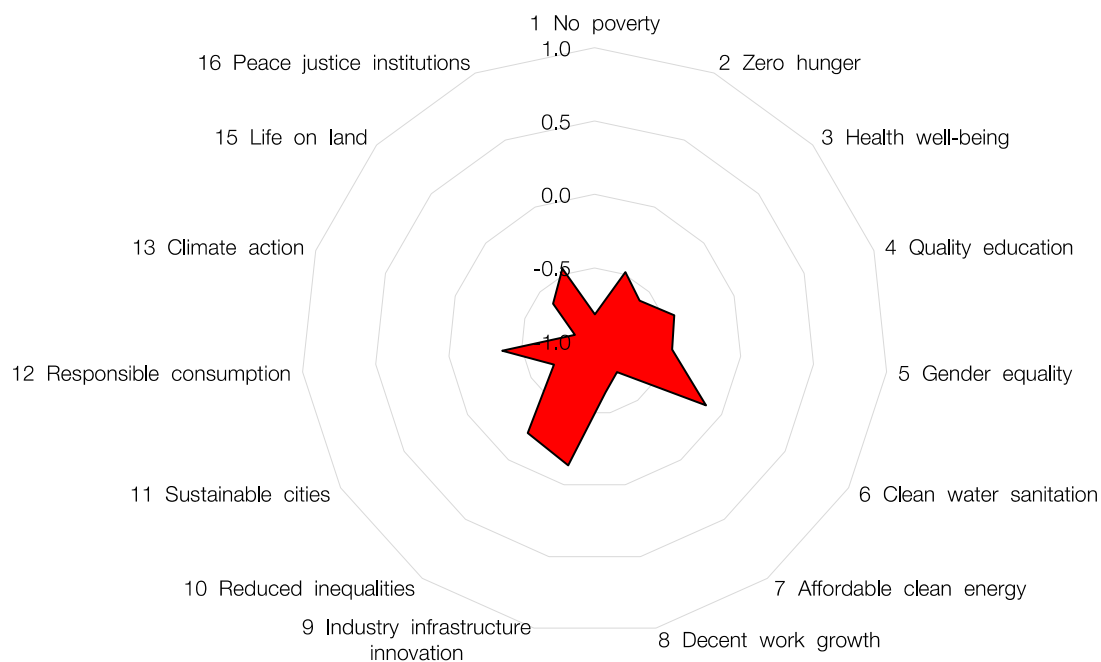 1 No poverty
1.0
16 Peace justice institutions
2 Zero hunger
0.5
15 Life on land
3 Health well-being
0.0
13 Climate action
4 Quality education
-0.5
-1.0
12 Responsible consumption
5 Gender equality
11 Sustainable cities
6 Clean water sanitation
10 Reduced inequalities
7 Affordable clean energy
9 Industry infrastructure
innovation
8 Decent work growth